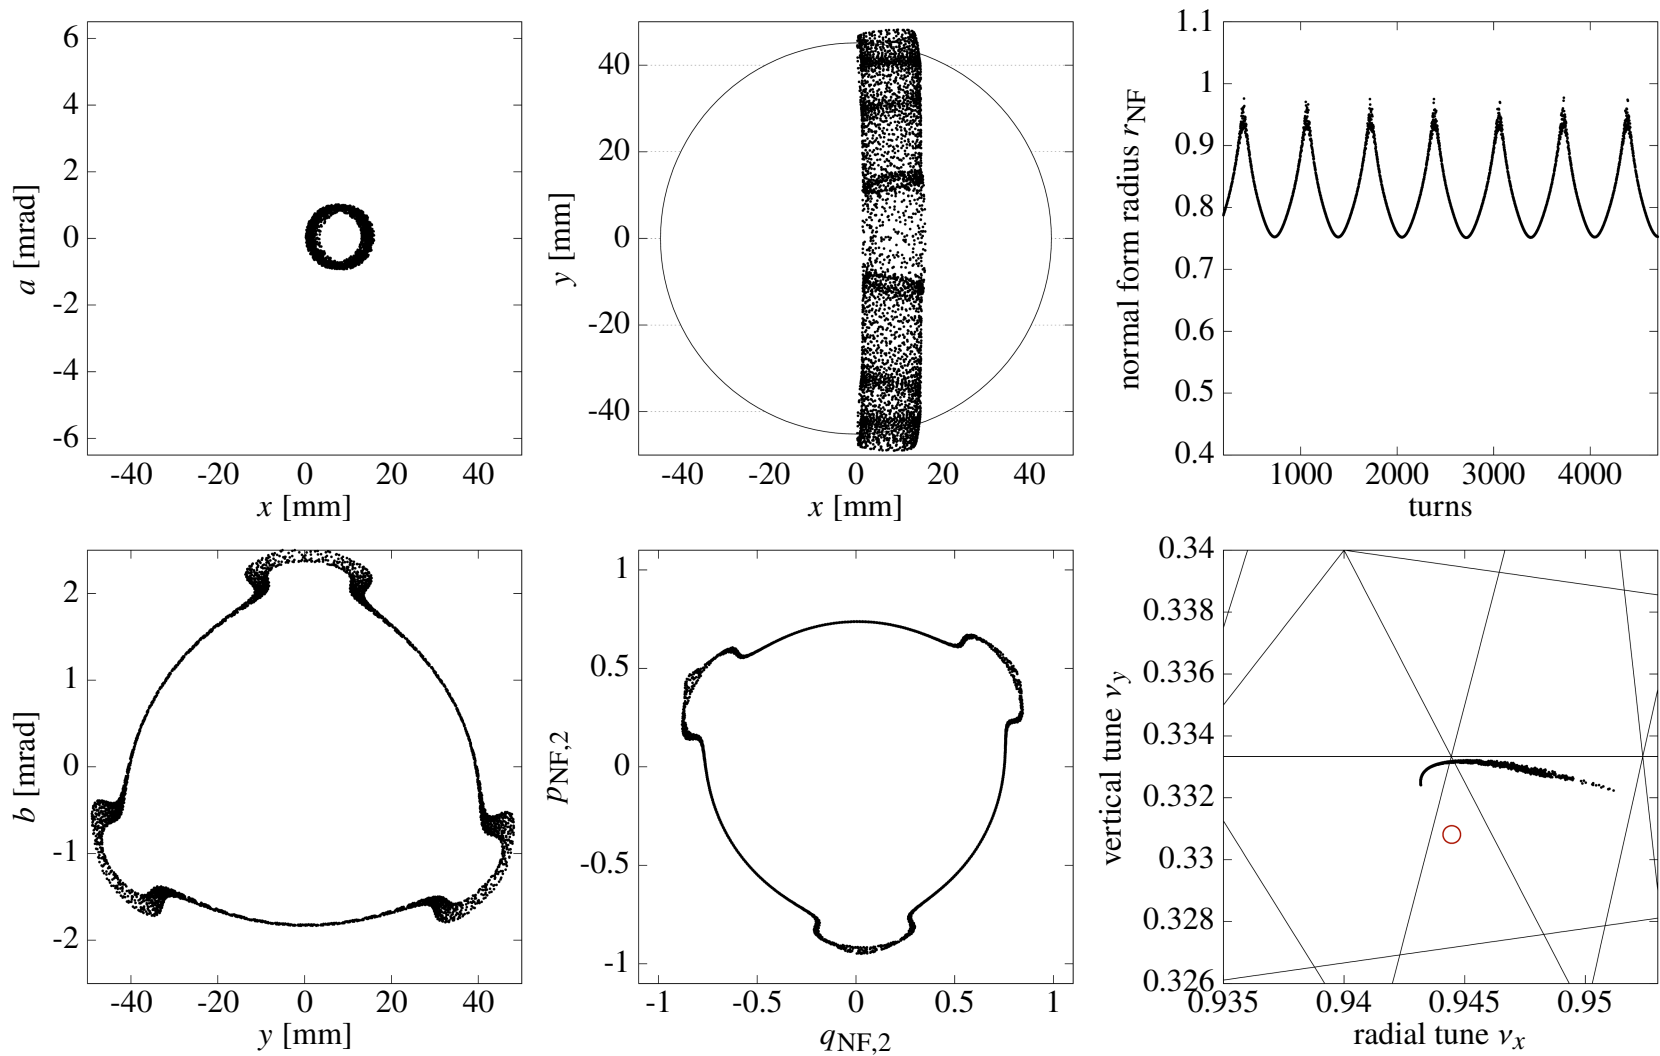 6
4
2
0
-2
-4
-6
a [mrad]
-40 -20 0 20 40
x [mm]
40
20
0
-20
-40
y [mm]
-40 -20 0 20 40
x [mm]
1.1
1
0.9
0.8
0.7
0.6
0.5
0.4
normal form radius r_NF
1000 2000 3000 4000
turns
2
1
0
-1
-2
b [mrad]
-40 -20 0 20 40
y [mm]
1
0.5
0
-0.5
-1
p_NF,2
-1 -0.5 0 0.5 1
q_NF,2
0.34
0.338
0.336
0.334
0.332
0.33
0.328
0.326
vertical tune ν_y
0.935 0.94 0.945 0.95
radial tune ν_x